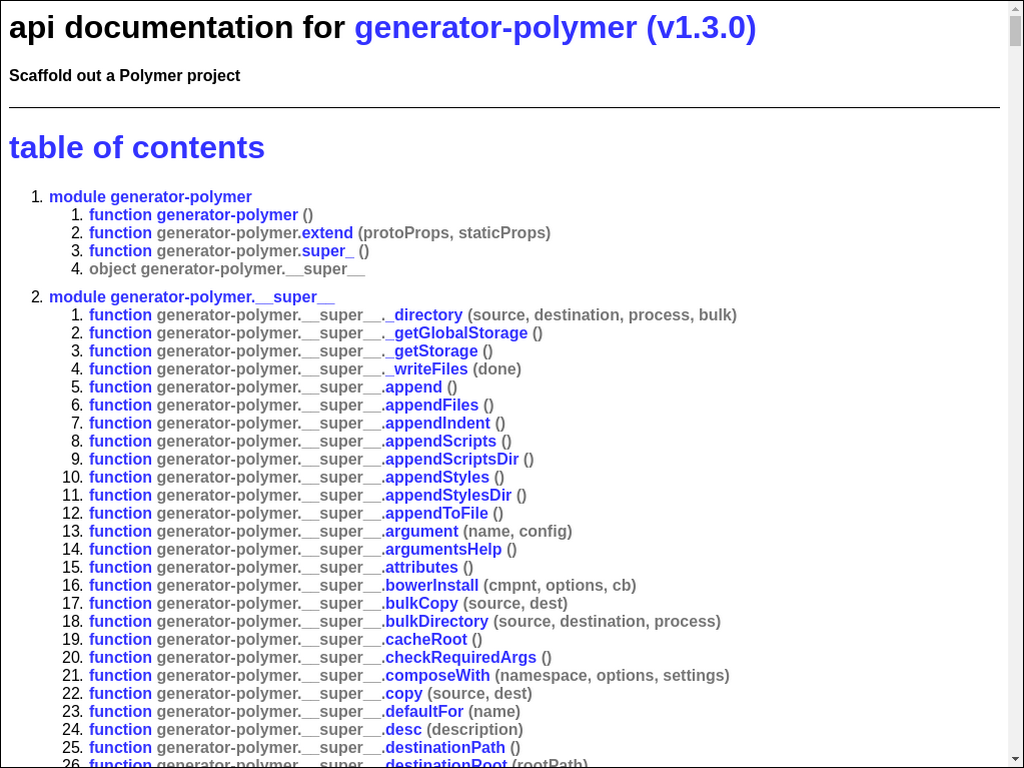 api documentation for generator-polymer (v1.3.0)
Scaffold out a Polymer project
table of contents
1. module generator-polymer
1. function generator-polymer ()
2. function generator-polymer.extend (protoProps, staticProps)
3. function generator-polymer.super_ ()
4. object generator-polymer.__super__
2. module generator-polymer.__super__
1. function generator-polymer.__super__._directory (source, destination, process, bulk)
2. function generator-polymer.__super__._getGlobalStorage ()
3. function generator-polymer.__super__._getStorage ()
4. function generator-polymer.__super__._writeFiles (done)
5. function generator-polymer.__super__.append ()
6. function generator-polymer.__super__.appendFiles ()
7. function generator-polymer.__super__.appendIndent ()
8. function generator-polymer.__super__.appendScripts ()
9. function generator-polymer.__super__.appendScriptsDir ()
10. function generator-polymer.__super__.appendStyles ()
11. function generator-polymer.__super__.appendStylesDir ()
12. function generator-polymer.__super__.appendToFile ()
13. function generator-polymer.__super__.argument (name, config)
14. function generator-polymer.__super__.argumentsHelp ()
15. function generator-polymer.__super__.attributes ()
16. function generator-polymer.__super__.bowerInstall (cmpnt, options, cb)
17. function generator-polymer.__super__.bulkCopy (source, dest)
18. function generator-polymer.__super__.bulkDirectory (source, destination, process)
19. function generator-polymer.__super__.cacheRoot ()
20. function generator-polymer.__super__.checkRequiredArgs ()
21. function generator-polymer.__super__.composeWith (namespace, options, settings)
22. function generator-polymer.__super__.copy (source, dest)
23. function generator-polymer.__super__.defaultFor (name)
24. function generator-polymer.__super__.desc (description)
25. function generator-polymer.__super__.destinationPath ()
26. function generator-polymer.__super__.destinationRoot (rootPath)